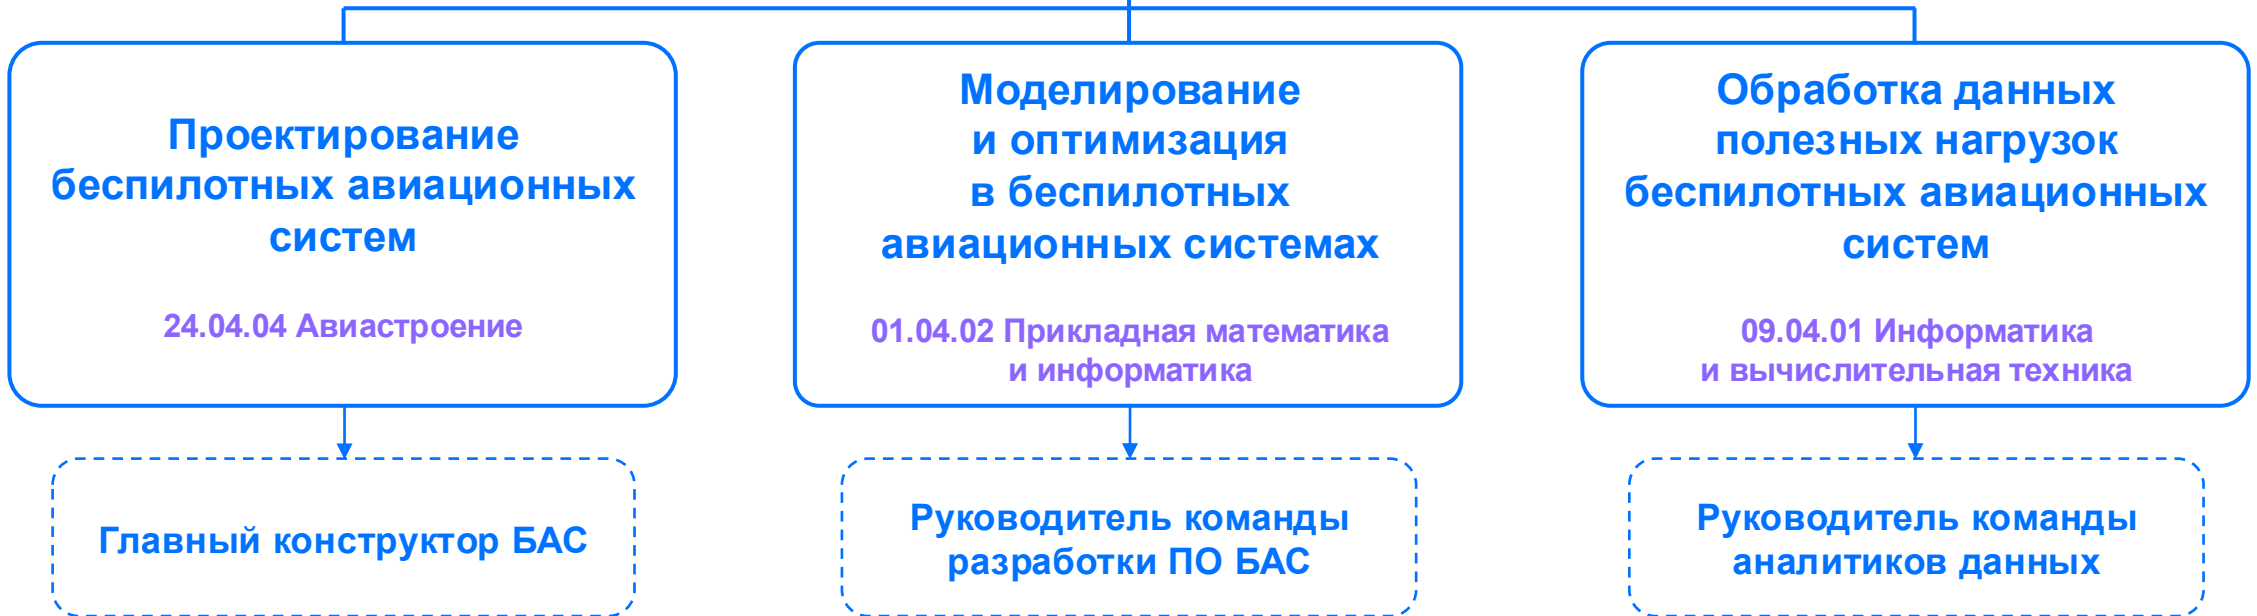 Проектирование
беспилотных авиационных
систем
24.04.04 Авиастроение
Главный конструктор БАС
Моделирование
и оптимизация
в беспилотных
авиационных системах
01.04.02 Прикладная математика
и информатика
Руководитель команды
разработки ПО БАС
Обработка данных
полезных нагрузок
беспилотных авиационных
систем
09.04.01 Информатика
и вычислительная техника
Руководитель команды
аналитиков данных